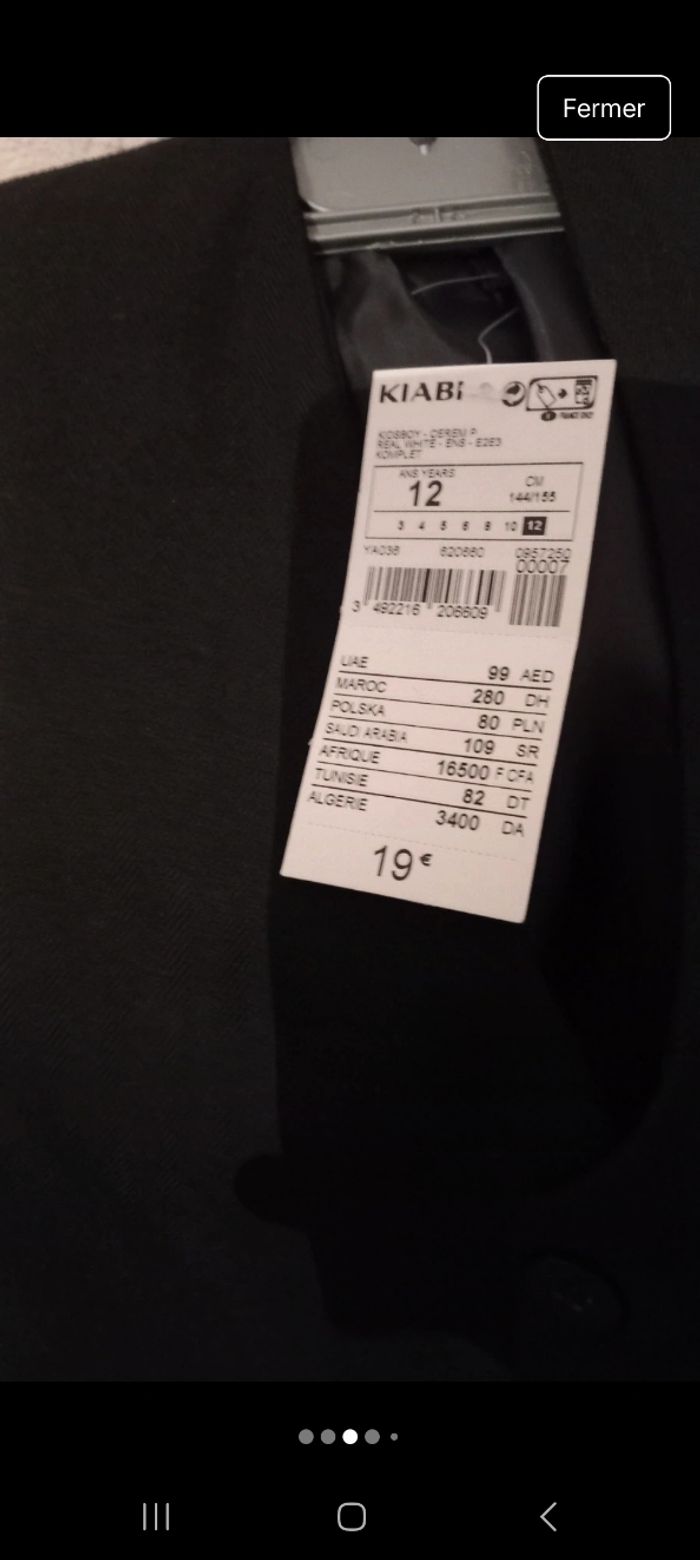 Fermer
KIABI
KIDSBOY - CEREM P
REAL WHITE - ENS - E2E3
KOMPLET
ANS YEARS CM
12 144/155
3 4 5 6 8 10 12
YA036 620660 0957250
00007
3 492216 206609
UAE 99 AED
MAROC 280 DH
POLSKA 80 PLN
SAUDI ARABIA 109 SR
AFRIQUE 16500 F CFA
TUNISIE 82 DT
ALGERIE 3400 DA
19€